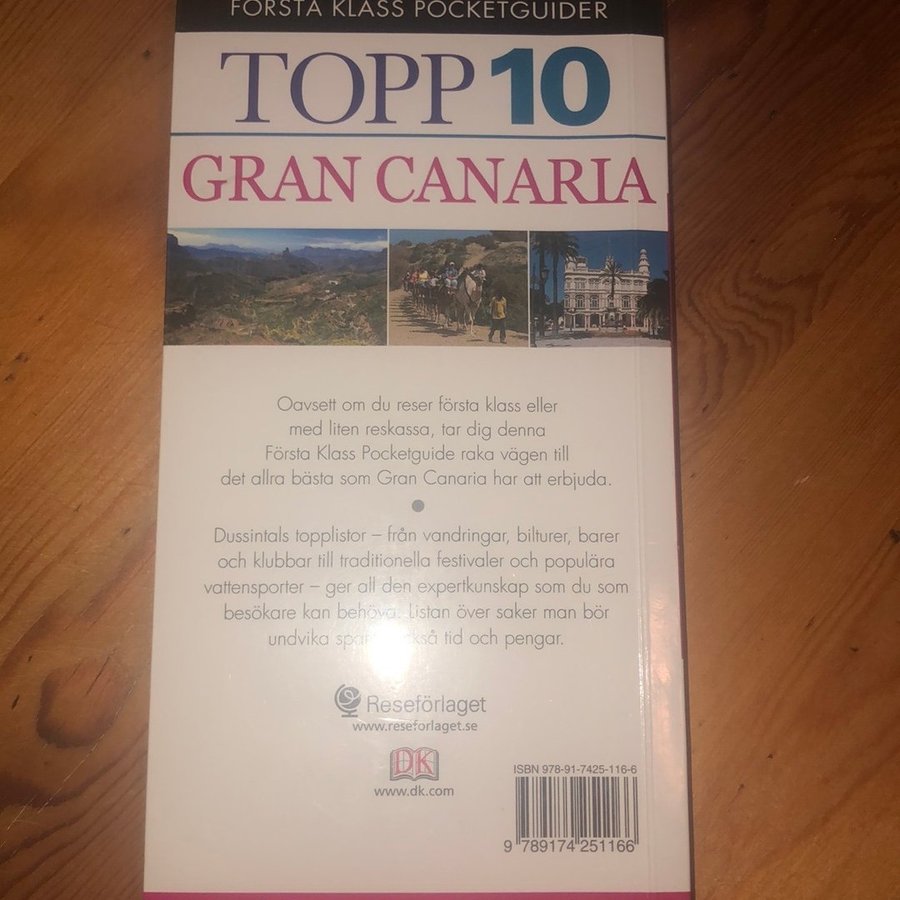 FÖRSTA KLASS POCKETGUIDER
TOPP 10
GRAN CANARIA
Oavsett om du reser första klass eller
med liten reskassa, tar dig denna
Första Klass Pocketguide raka vägen till
det allra bästa som Gran Canaria har att erbjuda.
Dussintals topplistor – från vandringar, bilturer, barer
och klubbar till traditionella festivaler och populära
vattensporter – ger all den expertkunskap som du som
besökare kan behöva. Listan över saker man bör
undvika också tid och pengar.
Reseförlaget
www.reseforlaget.se
DK
www.dk.com
ISBN 978-91-7425-116-6
9 789174 251166